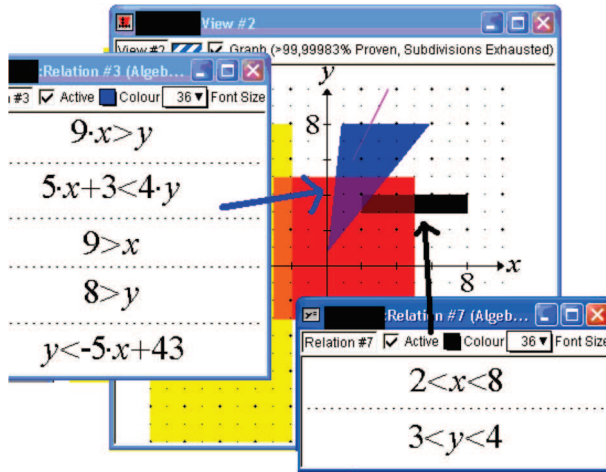 View #2
View #2 Graph (>99,99983% Proven, Subdivisions Exhausted)
:Relation #3 (Algeb...
#3 Active Colour 36 Font Size
9·x>y
5·x+3<4·y
9>x
8>y
y<-5·x+43
y
8
8
x
:Relation #7 (Algeb...
Relation #7 Active Colour 36 Font Size
2<x<8
3<y<4